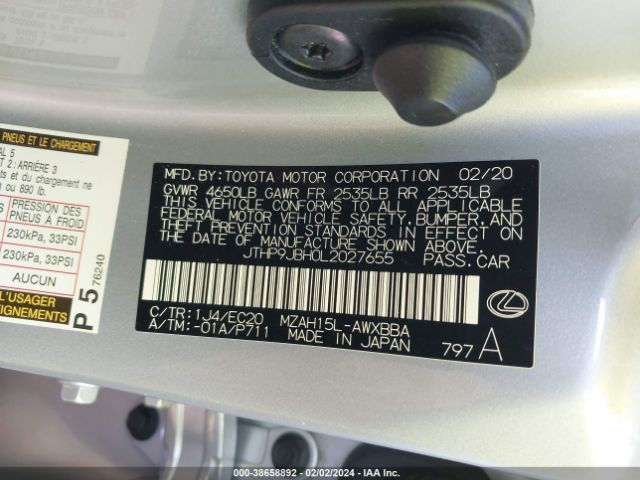 PNEUS ET LE CHARGEMENT
AL 5
T 2: ARRIÈRE 3
et du chargement ne
kg ou 890 lb.
PRESSION DES
PNEUS À FROID
230kPa, 33PSI
230kPa, 33PSI
AUCUN
L'USAGER
P 5 76240
MFD. BY: TOYOTA MOTOR CORPORATION 02/20
GVWR 4650LB GAWR FR 2535LB RR 2535LB
THIS VEHICLE CONFORMS TO ALL APPLICABLE
FEDERAL MOTOR VEHICLE SAFETY, BUMPER, AND
THEFT PREVENTION STANDARDS IN EFFECT ON
THE DATE OF MANUFACTURE SHOWN ABOVE.
JTHP9JBH0L2027655 PASS. CAR
C/TR: 1J4/EC20 MZAH15L-AWXBBA
A/TM: -01A/P711 MADE IN JAPAN 797 A
000-38658892 / 02/02/2024 - IAA Inc.